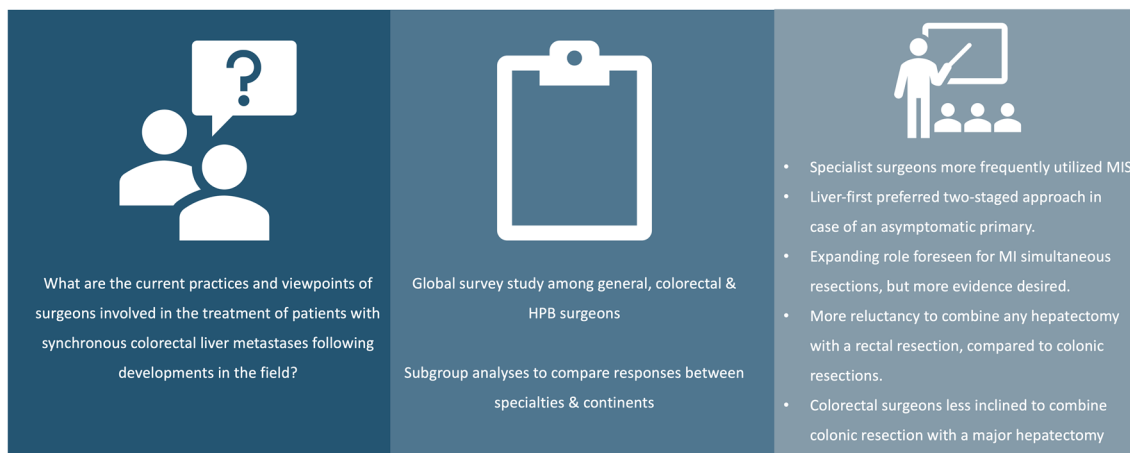 ?
What are the current practices and viewpoints of
surgeons involved in the treatment of patients with
synchronous colorectal liver metastases following
developments in the field?
Global survey study among general, colorectal &
HPB surgeons
Subgroup analyses to compare responses between
specialties & continents
• Specialist surgeons more frequently utilized MIS
• Liver-first preferred two-staged approach in
case of an asymptomatic primary.
• Expanding role foreseen for MI simultaneous
resections, but more evidence desired.
• More reluctancy to combine any hepatectomy
with a rectal resection, compared to colonic
resections.
• Colorectal surgeons less inclined to combine
colonic resection with a major hepatectomy